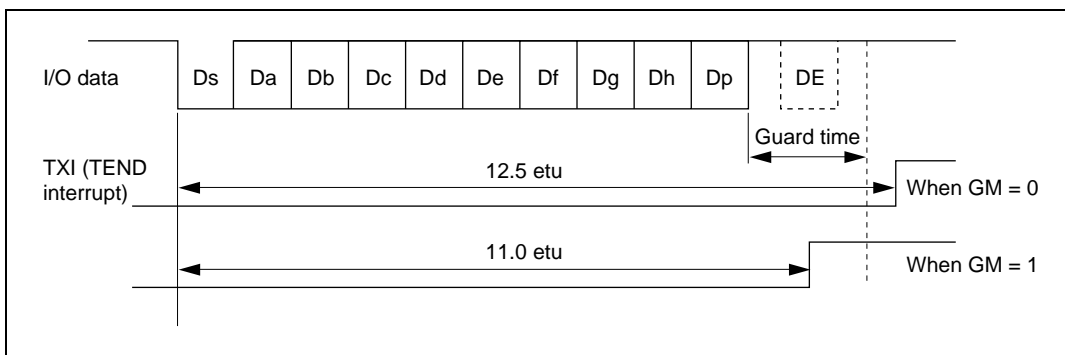 I/O data
Ds Da Db Dc Dd De Df Dg Dh Dp DE
Guard time
TXI (TEND
interrupt)
12.5 etu
When GM = 0
11.0 etu
When GM = 1